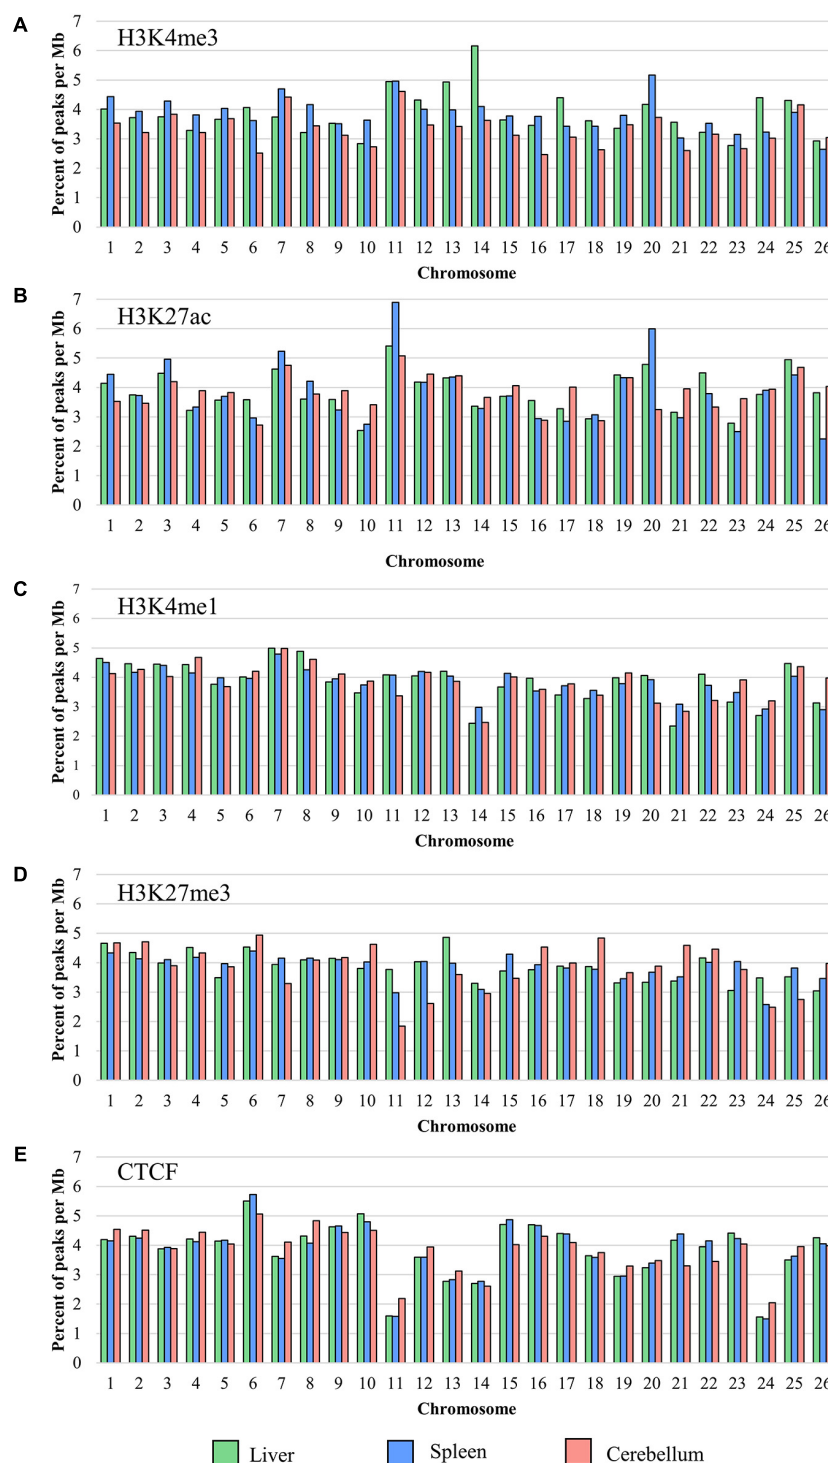 A
H3K4me3
Percent of peaks per Mb
7
6
5
4
3
2
1
0
1 2 3 4 5 6 7 8 9 10 11 12 13 14 15 16 17 18 19 20 21 22 23 24 25 26
Chromosome
B
H3K27ac
Percent of peaks per Mb
7
6
5
4
3
2
1
0
1 2 3 4 5 6 7 8 9 10 11 12 13 14 15 16 17 18 19 20 21 22 23 24 25 26
Chromosome
C
H3K4me1
Percent of peaks per Mb
7
6
5
4
3
2
1
0
1 2 3 4 5 6 7 8 9 10 11 12 13 14 15 16 17 18 19 20 21 22 23 24 25 26
Chromosome
D
H3K27me3
Percent of peaks per Mb
7
6
5
4
3
2
1
0
1 2 3 4 5 6 7 8 9 10 11 12 13 14 15 16 17 18 19 20 21 22 23 24 25 26
Chromosome
E
CTCF
Percent of peaks per Mb
7
6
5
4
3
2
1
0
1 2 3 4 5 6 7 8 9 10 11 12 13 14 15 16 17 18 19 20 21 22 23 24 25 26
Chromosome
Liver Spleen Cerebellum